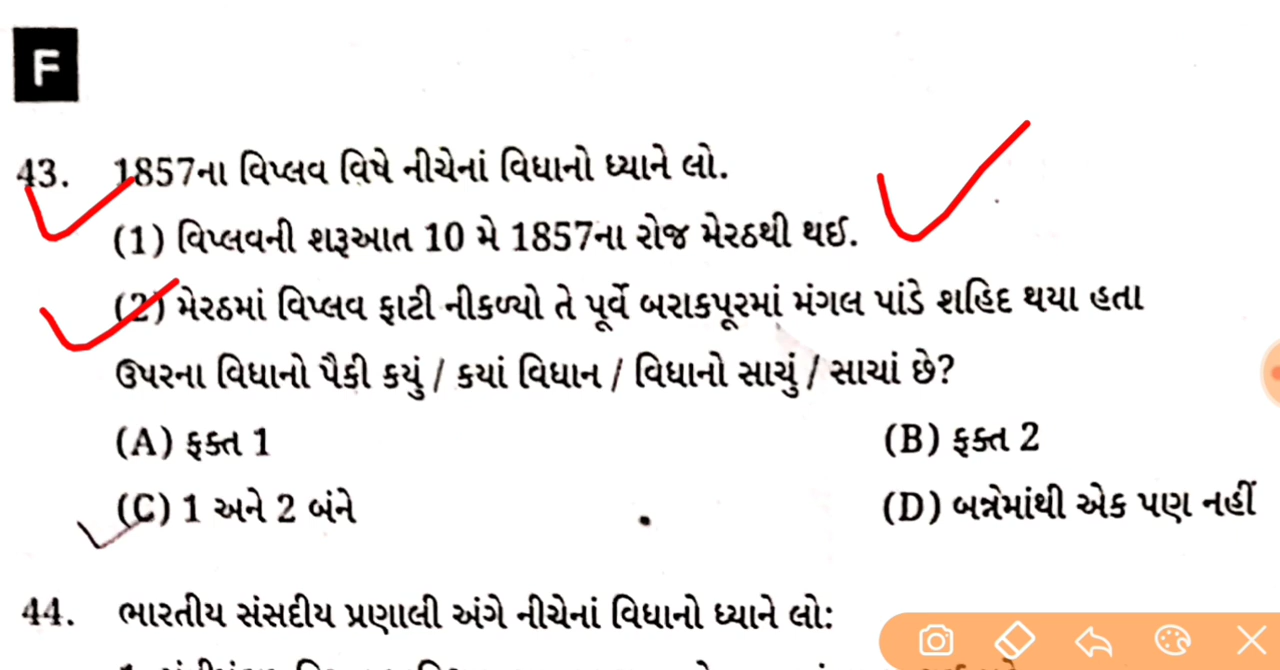 F
43. 1857ના વિપ્લવ વિષે નીચેનાં વિધાનો ધ્યાને લો.
(1) વિપ્લવની શરૂઆત 10 મે 1857ના રોજ મેરઠથી થઈ.
(2) મેરઠમાં વિપ્લવ ફાટી નીકળ્યો તે પૂર્વે બરાકપૂરમાં મંગલ પાંડે શહિદ થયા હતા
ઉપરના વિધાનો પૈકી કયું / કયાં વિધાન / વિધાનો સાચું / સાચાં છે?
(A) ફક્ત 1 (B) ફક્ત 2
(C) 1 અને 2 બંને (D) બન્નેમાંથી એક પણ નહીં
44. ભારતીય સંસદીય પ્રણાલી અંગે નીચેનાં વિધાનો ધ્યાને લો: